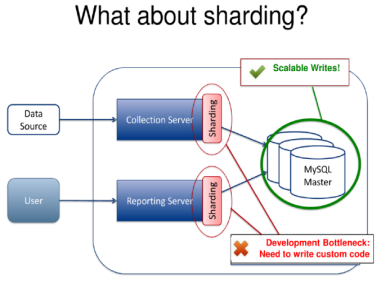 What about sharding?
Scalable Writes!
Data
Source
Collection Server
Sharding
MySQL
Master
User
Reporting Server
Sharding
Development Bottleneck:
Need to write custom code